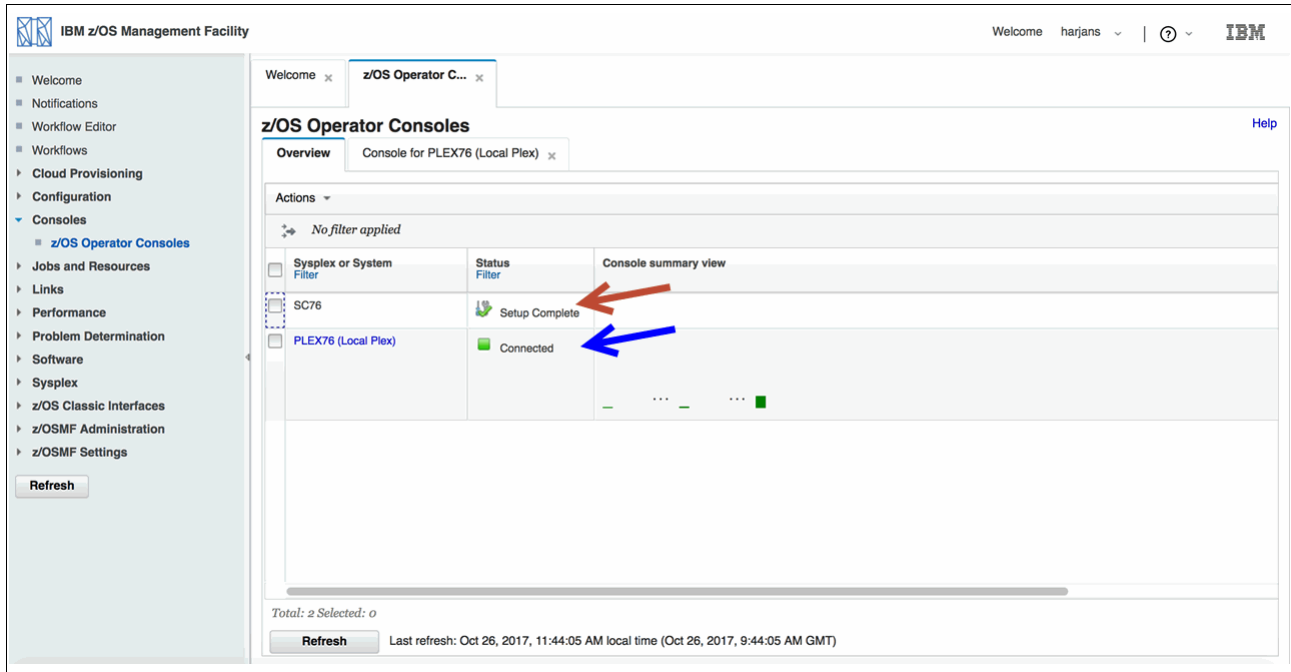 IBM z/OS Management Facility
Welcome harjans
?
IBM
Welcome
Notifications
Workflow Editor
Workflows
Cloud Provisioning
Configuration
Consoles
z/OS Operator Consoles
Jobs and Resources
Links
Performance
Problem Determination
Software
Sysplex
z/OS Classic Interfaces
z/OSMF Administration
z/OSMF Settings
Refresh
Welcome
z/OS Operator C...
z/OS Operator Consoles
Help
Overview
Console for PLEX76 (Local Plex)
Actions
No filter applied
Sysplex or System
Filter
Status
Filter
Console summary view
SC76
Setup Complete
PLEX76 (Local Plex)
Connected
... ...
Total: 2 Selected: 0
Refresh
Last refresh: Oct 26, 2017, 11:44:05 AM local time (Oct 26, 2017, 9:44:05 AM GMT)